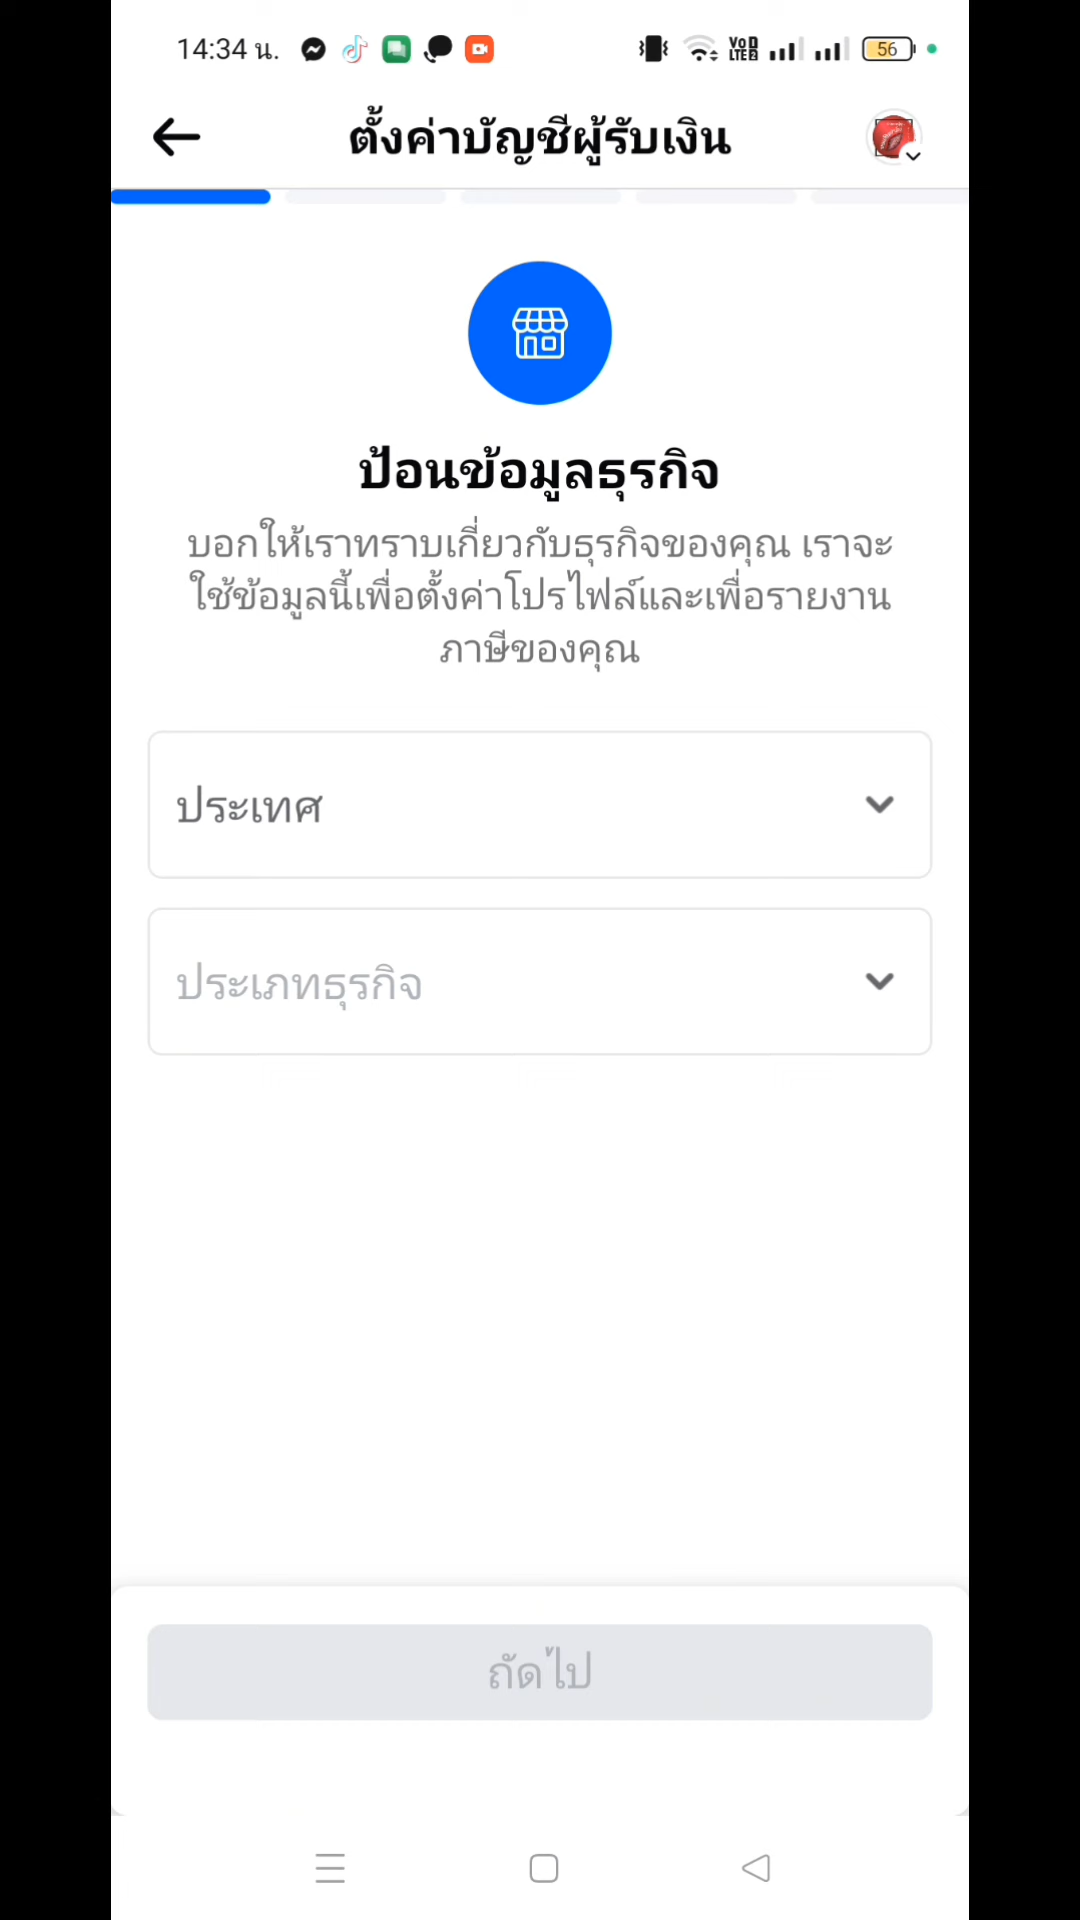 14:34 น.
VoD LTE2
56
ตั้งค่าบัญชีผู้รับเงิน
ป้อนข้อมูลธุรกิจ
บอกให้เราทราบเกี่ยวกับธุรกิจของคุณ เราจะ
ใช้ข้อมูลนี้เพื่อตั้งค่าโปรไฟล์และเพื่อรายงาน
ภาษีของคุณ
ประเทศ
ประเภทธุรกิจ
ถัดไป